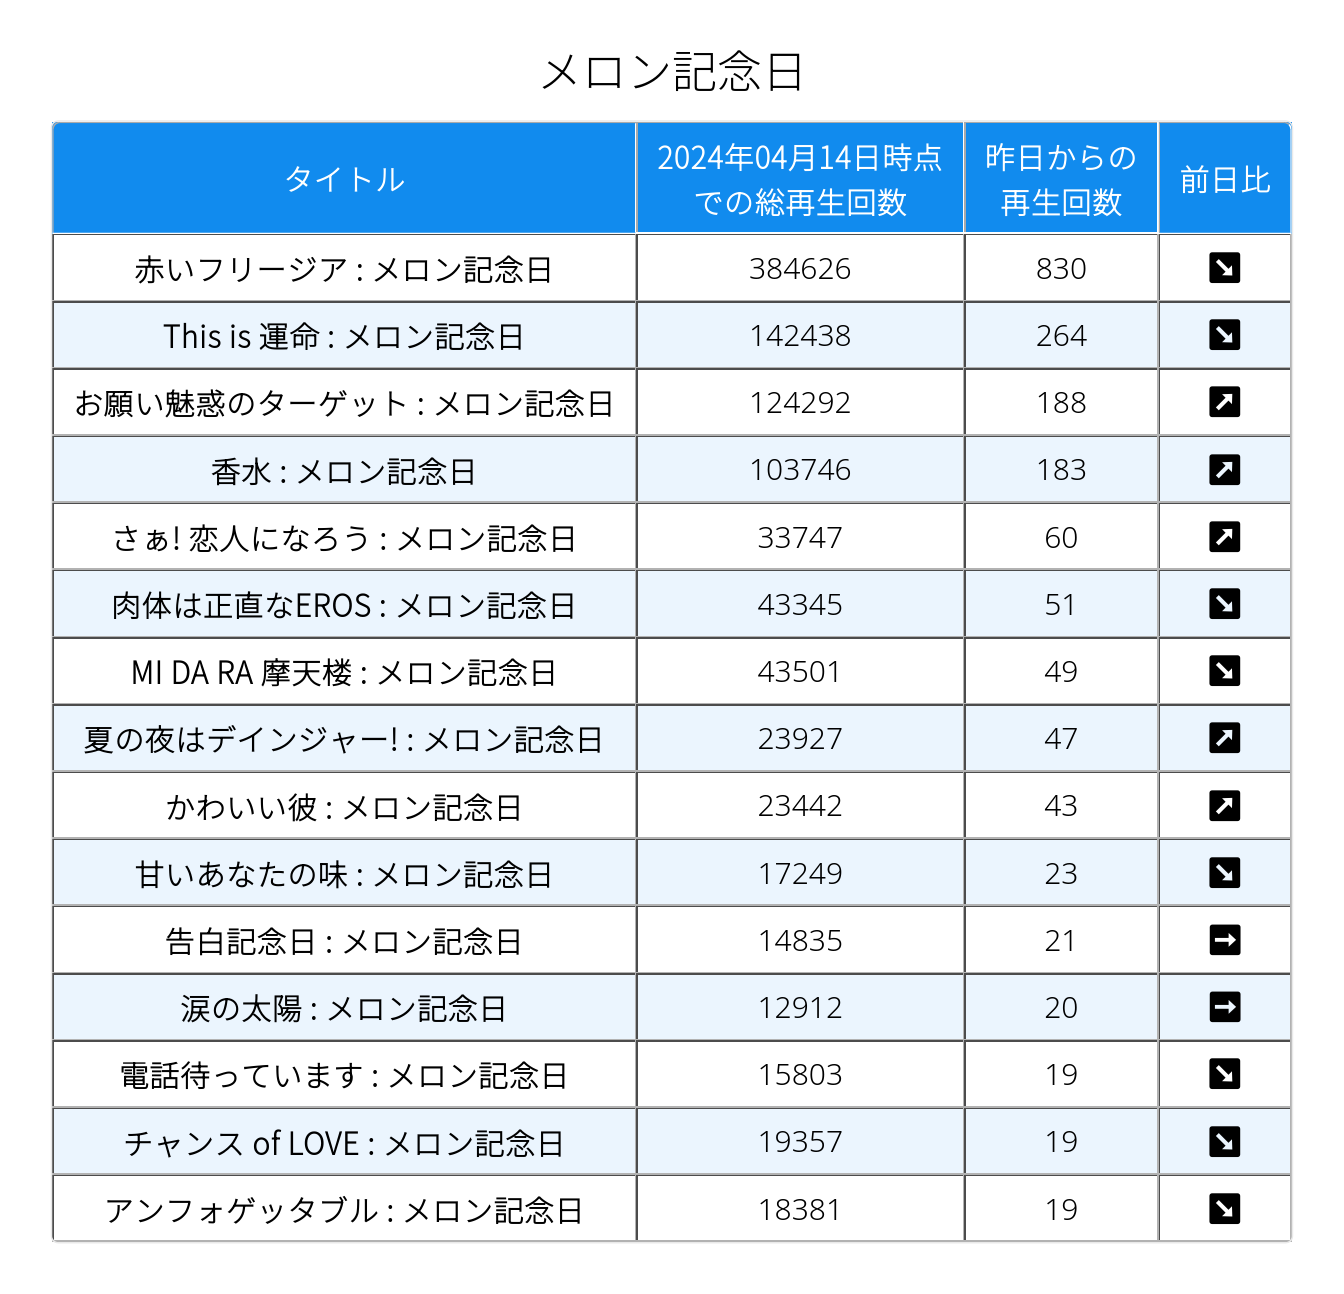 メロン記念日
タイトル
2024年04月14日時点
での総再生回数
昨日からの
再生回数
前日比
赤いフリージア : メロン記念日 384626 830 ↘
This is 運命 : メロン記念日 142438 264 ↘
お願い魅惑のターゲット : メロン記念日 124292 188 ↗
香水 : メロン記念日 103746 183 ↗
さぁ! 恋人になろう : メロン記念日 33747 60 ↗
肉体は正直なEROS : メロン記念日 43345 51 ↘
MI DA RA 摩天楼 : メロン記念日 43501 49 ↘
夏の夜はデインジャー! : メロン記念日 23927 47 ↗
かわいい彼 : メロン記念日 23442 43 ↗
甘いあなたの味 : メロン記念日 17249 23 ↘
告白記念日 : メロン記念日 14835 21 →
涙の太陽 : メロン記念日 12912 20 →
電話待っています : メロン記念日 15803 19 ↘
チャンス of LOVE : メロン記念日 19357 19 ↘
アンフォゲッタブル : メロン記念日 18381 19 ↘